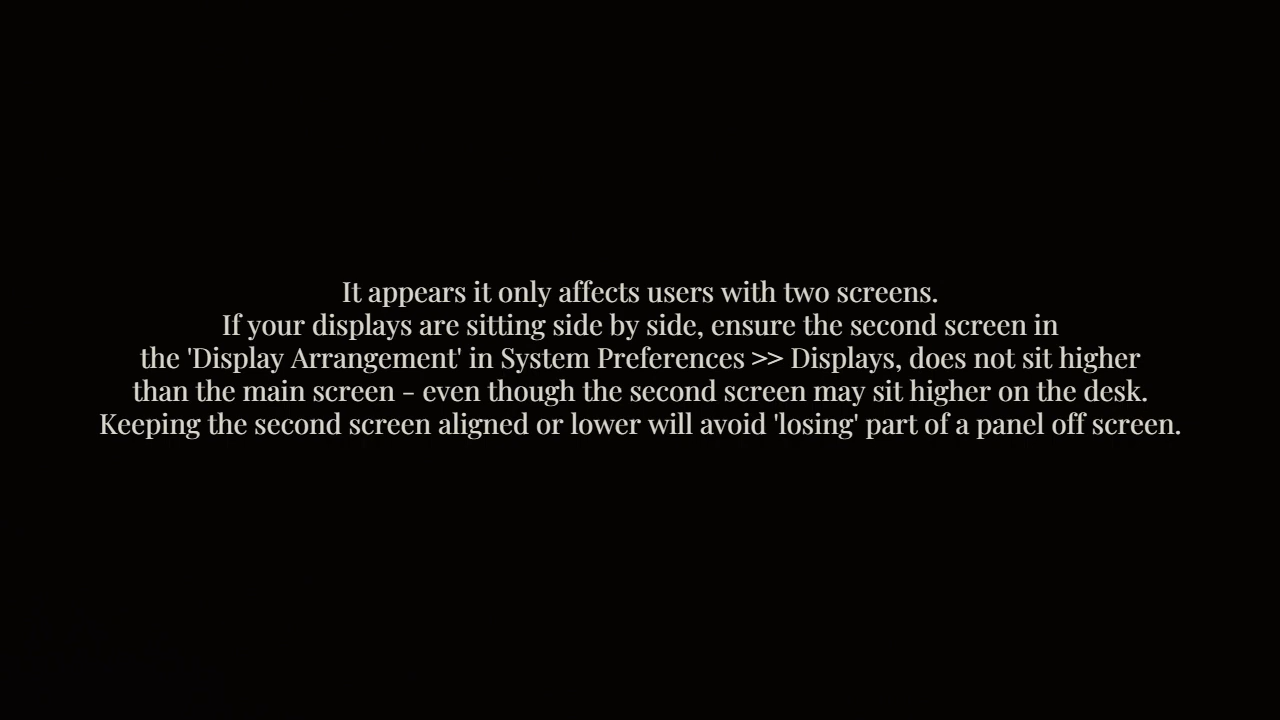 It appears it only affects users with two screens.
If your displays are sitting side by side, ensure the second screen in
the 'Display Arrangement' in System Preferences >> Displays, does not sit higher
than the main screen - even though the second screen may sit higher on the desk.
Keeping the second screen aligned or lower will avoid 'losing' part of a panel off screen.